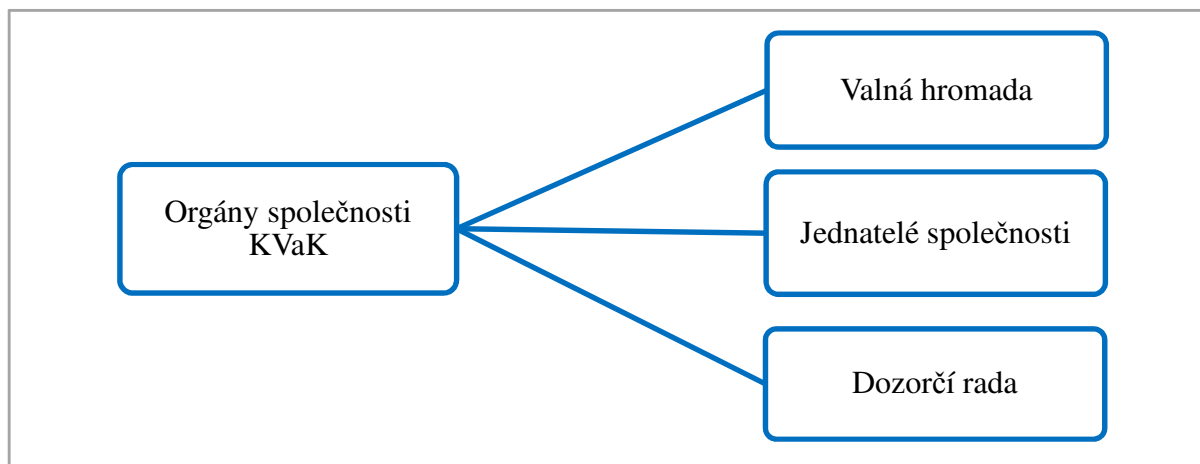 Orgány společnosti
KVaK
Valná hromada
Jednatelé společnosti
Dozorčí rada